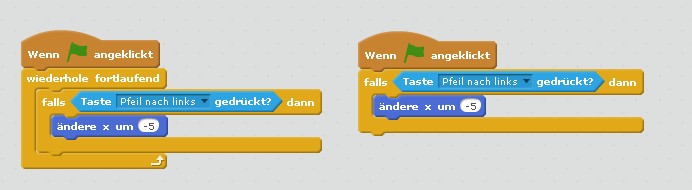 Wenn angeklickt
wiederhole fortlaufend
falls Taste Pfeil nach links gedrückt? dann
ändere x um -5
Wenn angeklickt
falls Taste Pfeil nach links gedrückt? dann
ändere x um -5